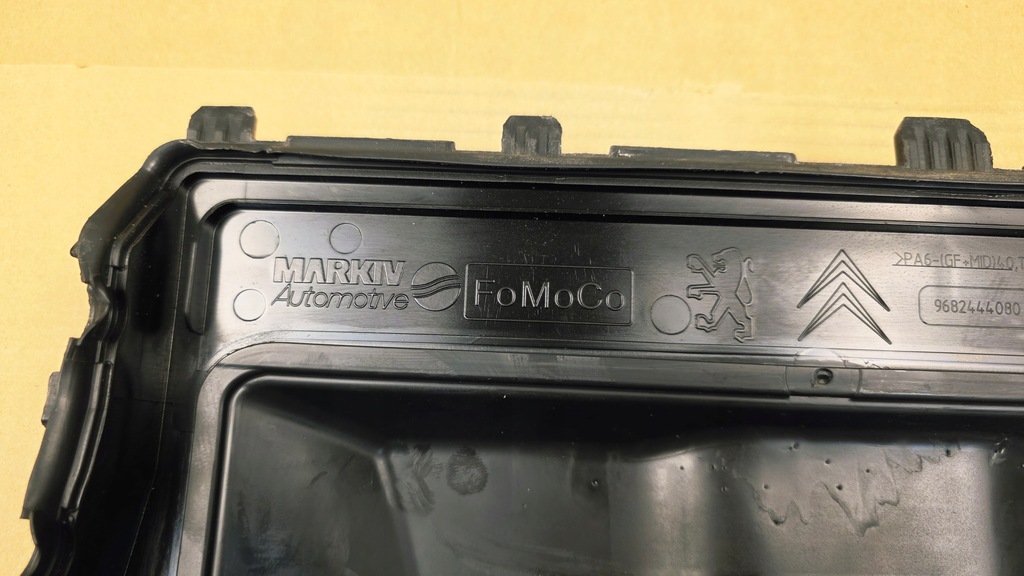 MARKIV
Automotive
FoMoCo
>PA6-(GF+MD)40,T
9682444080